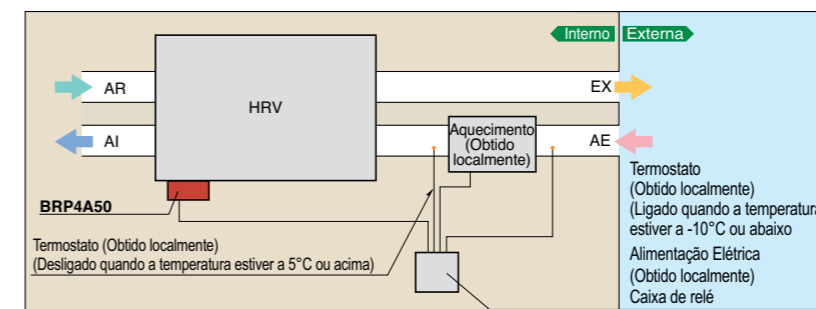 Interno
Externa
AR
EX
HRV
AI
Aquecimento
(Obtido
localmente)
AE
Termostato
(Obtido localmente)
(Ligado quando a temperatura
estiver a -10°C ou abaixo
BRP4A50
Termostato (Obtido localmente)
(Desligado quando a temperatura estiver a 5°C ou acima)
Alimentação Elétrica
(Obtido localmente)
Caixa de relé